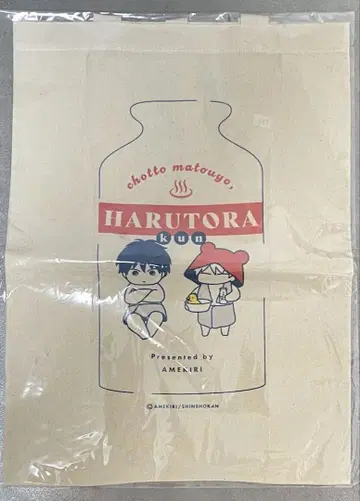 chotto matouyo,
HARUTORA
kun
Presented by
AMEKIRI
©AMEKIRI/SHINSHOKAN